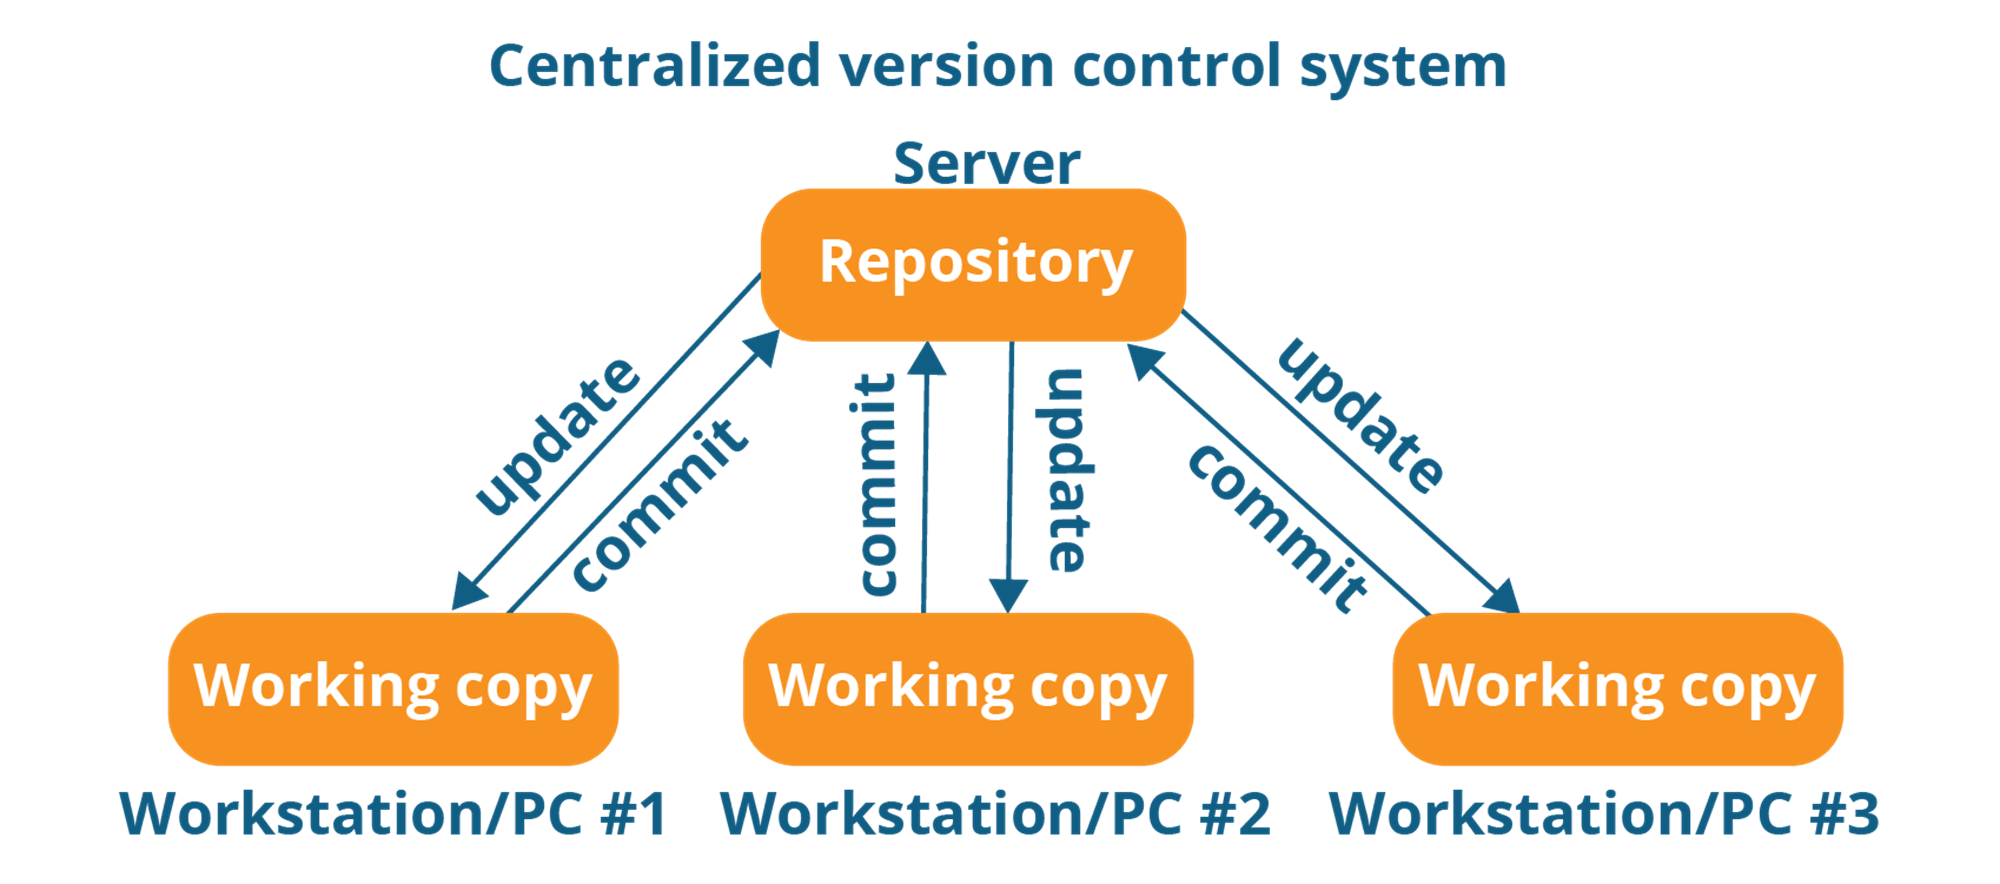 Centralized version control system
Server
Repository
update
commit
commit
update
commit
update
Working copy
Working copy
Working copy
Workstation/PC #1
Workstation/PC #2
Workstation/PC #3